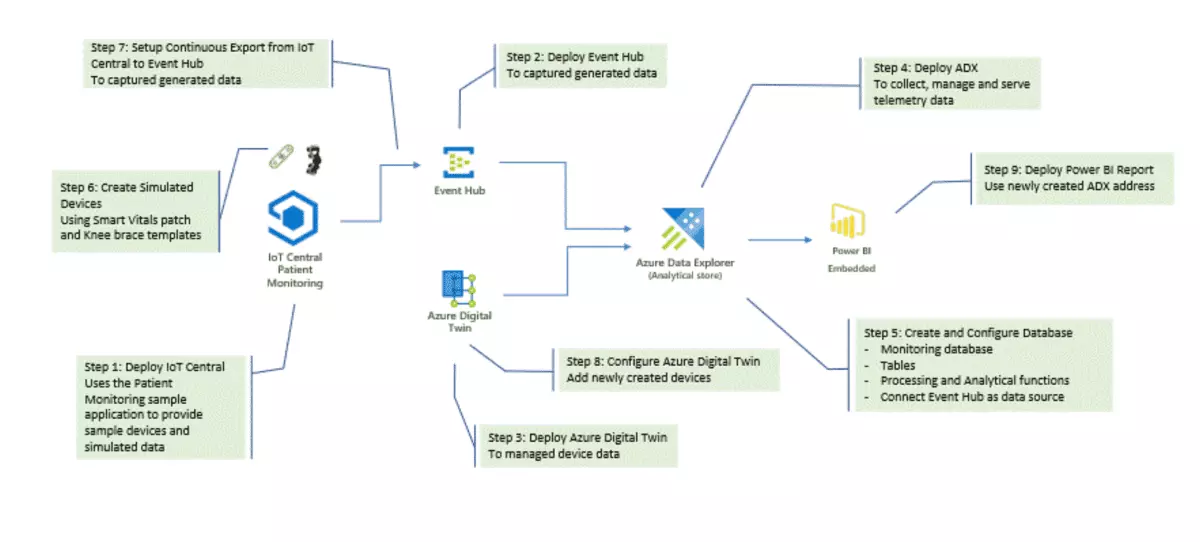 Step 7: Setup Continuous Export from IoT
Central to Event Hub
To captured generated data
Step 2: Deploy Event Hub
To captured generated data
Step 4: Deploy ADX
To collect, manage and serve
telemetry data
Step 9: Deploy Power BI Report
Use newly created ADX address
Step 6: Create Simulated
Devices
Using Smart Vitals patch
and Knee brace templates
Event Hub
IoT Central
Patient
Monitoring
Azure Data Explorer
(Analytical store)
Power BI
Embedded
Azure Digital
Twin
Step 1: Deploy IoT Central
Uses the Patient
Monitoring sample
application to provide
sample devices and
simulated data
Step 8: Configure Azure Digital Twin
Add newly created devices
Step 5: Create and Configure Database
- Monitoring database
- Tables
- Processing and Analytical functions
- Connect Event Hub as data source
Step 3: Deploy Azure Digital Twin
To managed device data